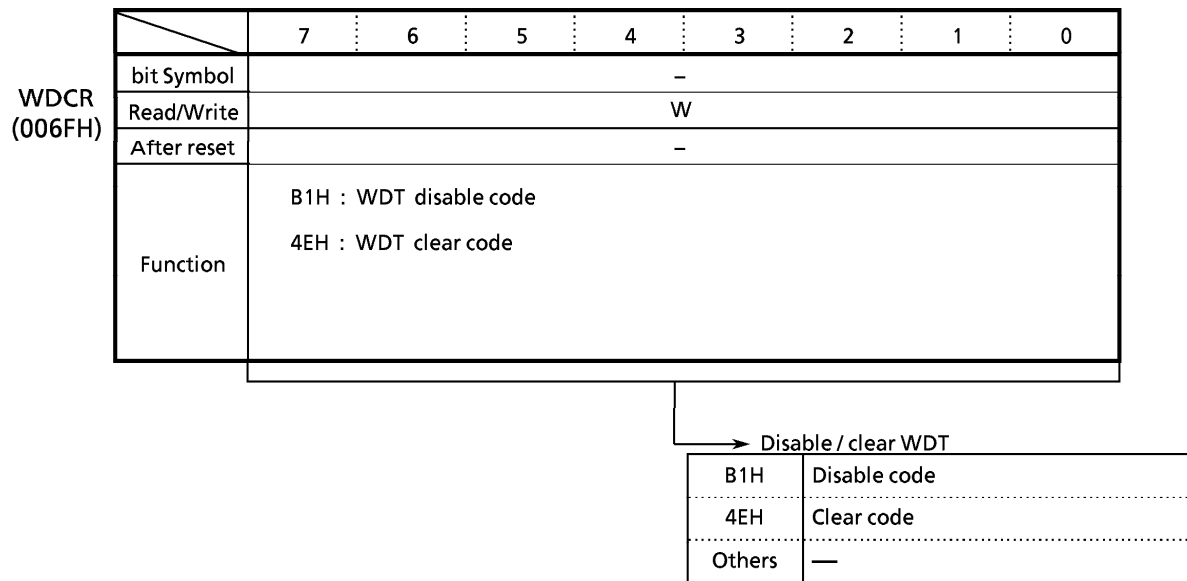 7 6 5 4 3 2 1 0
WDCR
(006FH)
bit Symbol –
Read/Write W
After reset –
Function
B1H : WDT disable code
4EH : WDT clear code
Disable / clear WDT
B1H Disable code
4EH Clear code
Others —